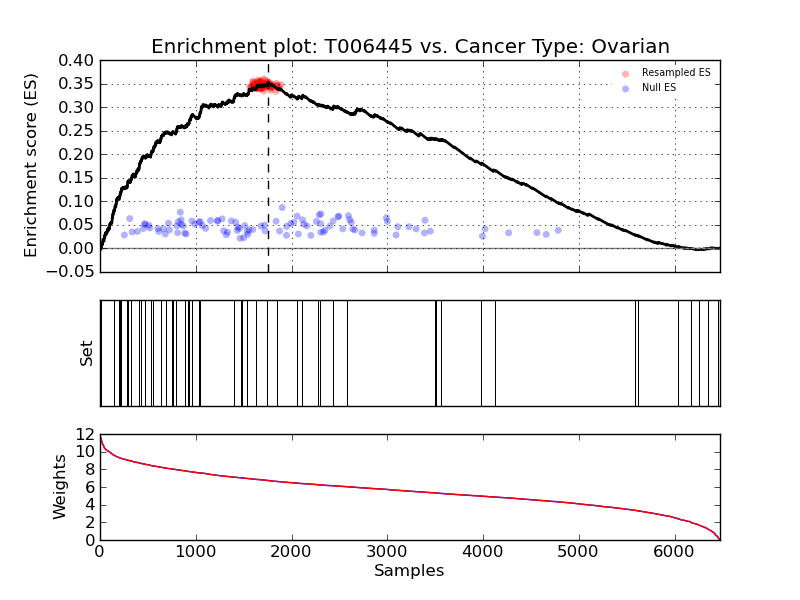 Enrichment plot: T006445 vs. Cancer Type: Ovarian
Enrichment score (ES)
0.40
0.35
0.30
0.25
0.20
0.15
0.10
0.05
0.00
−0.05
Resampled ES
Null ES
Set
Weights
12
10
8
6
4
2
0
0 1000 2000 3000 4000 5000 6000
Samples